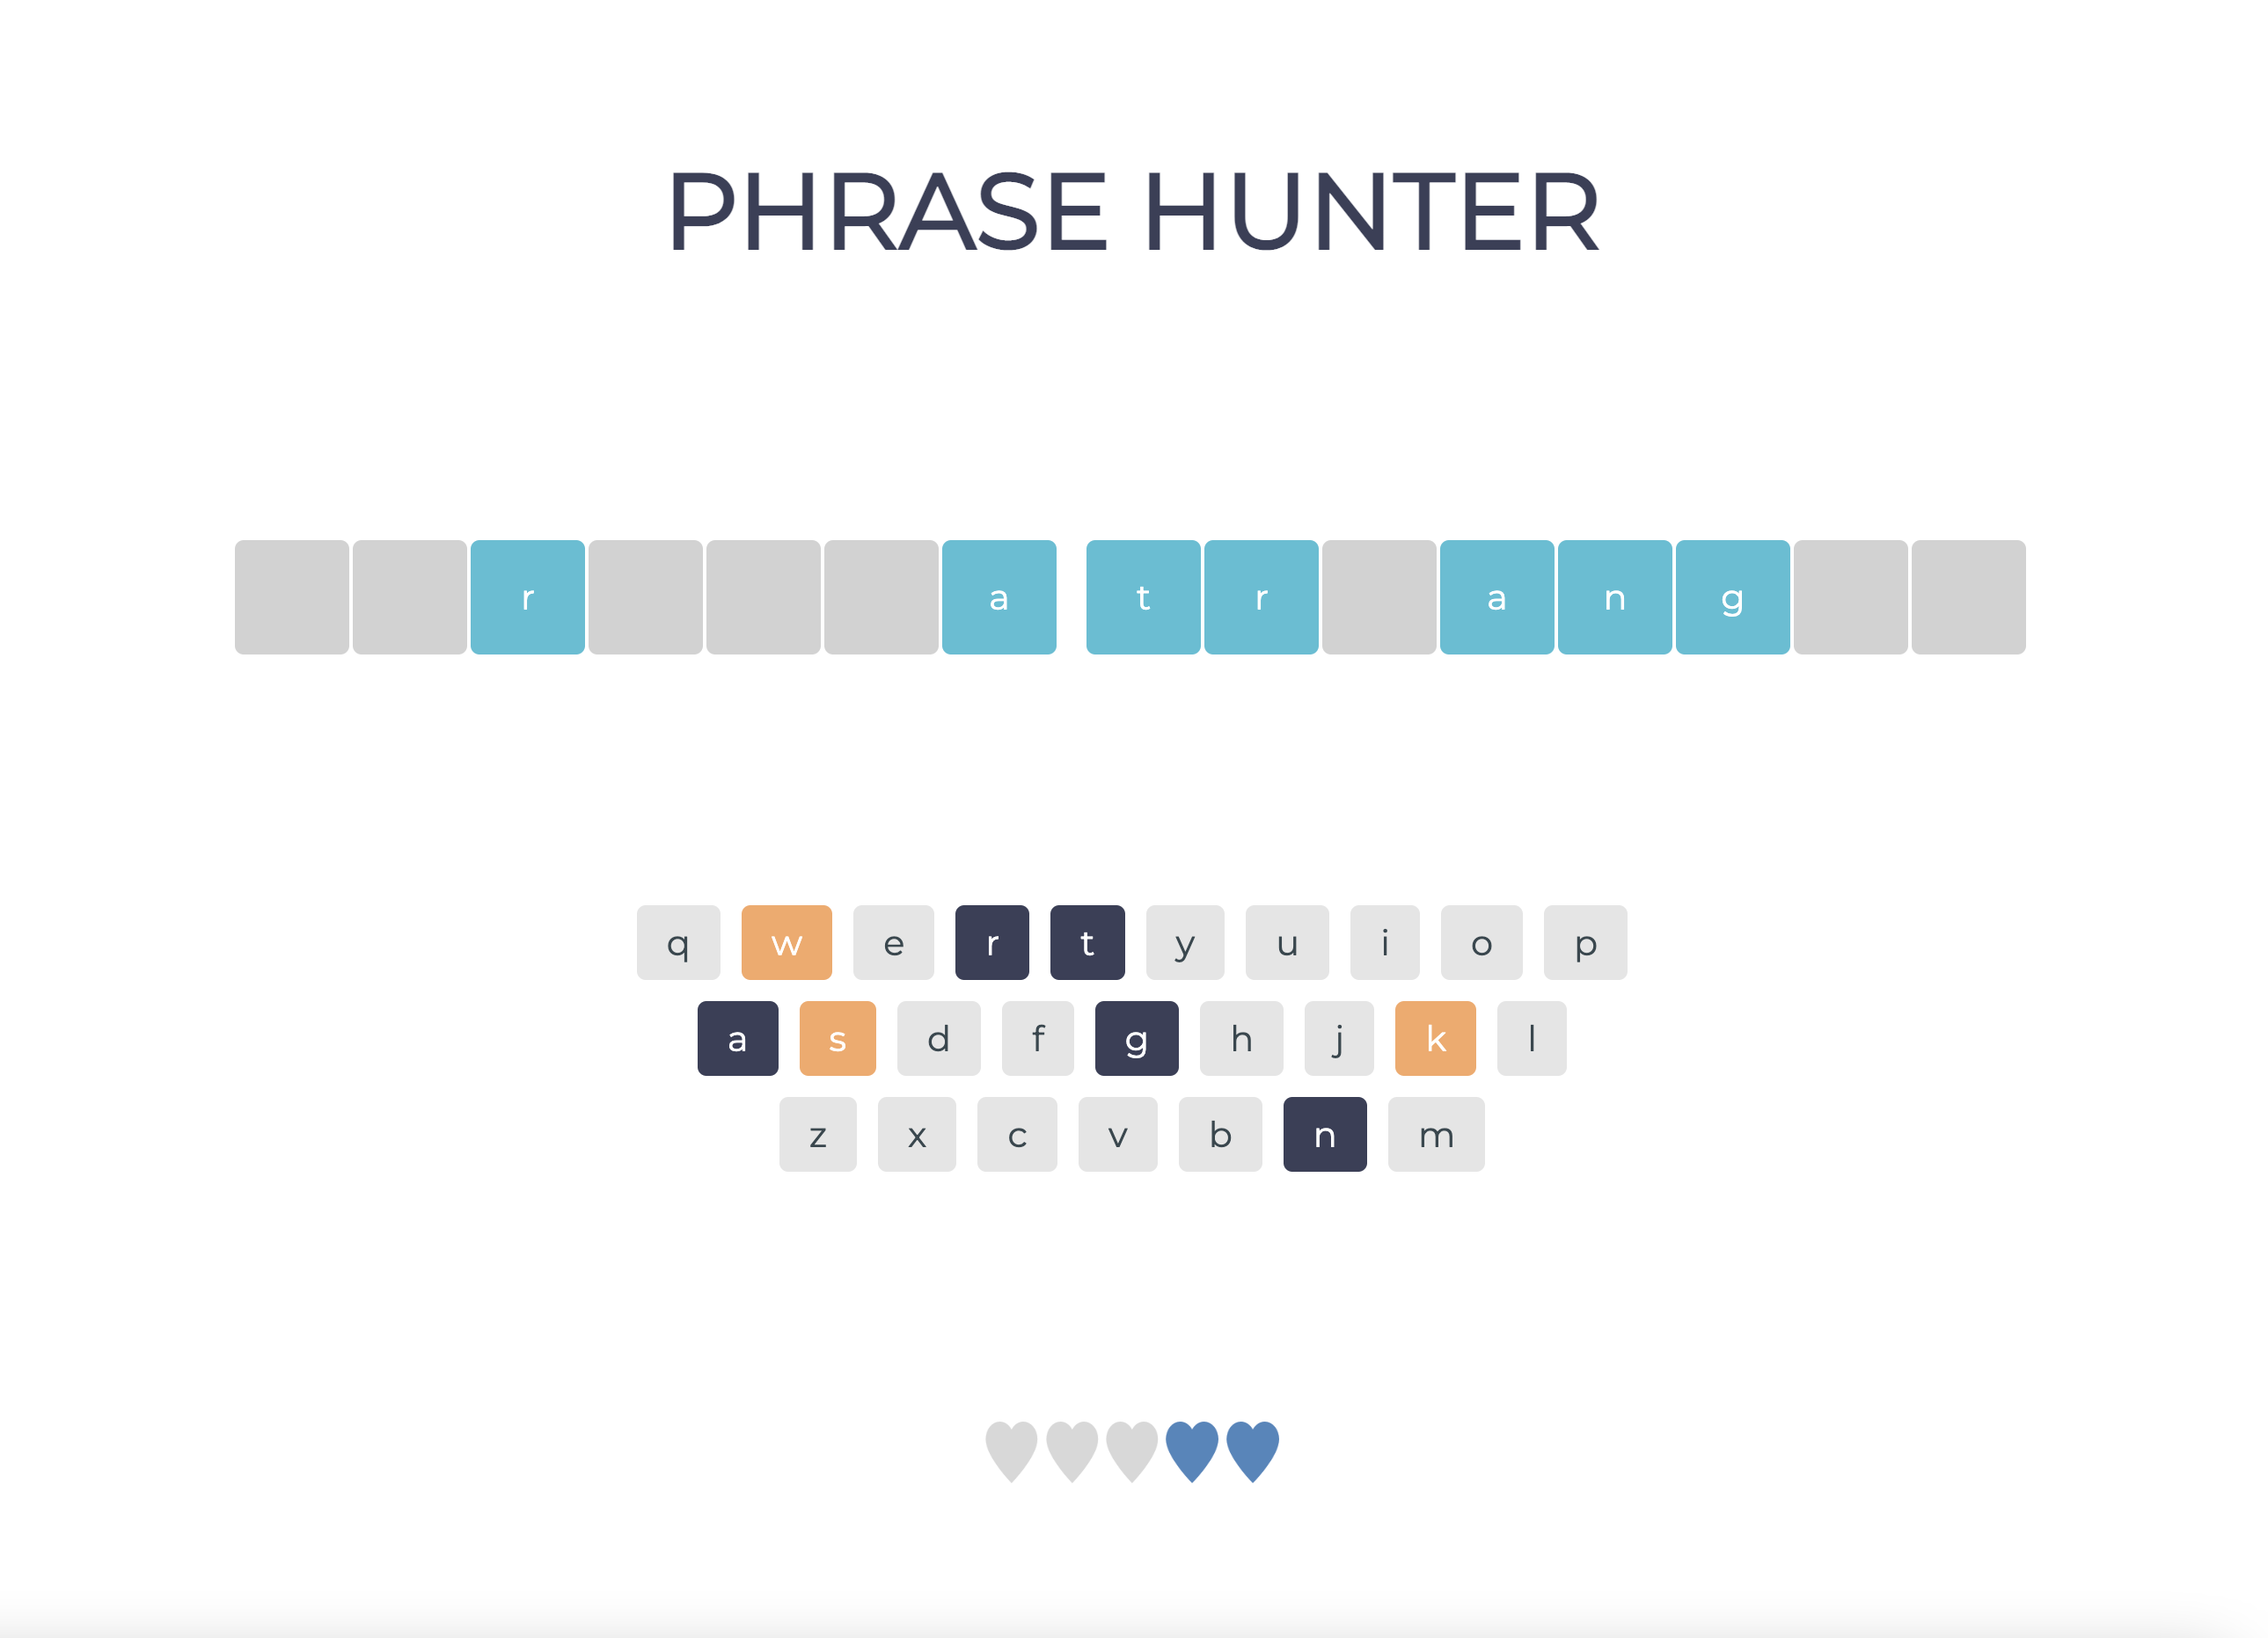 PHRASE HUNTER
r a t r a n g
q w e r t y u i o p
a s d f g h j k l
z x c v b n m